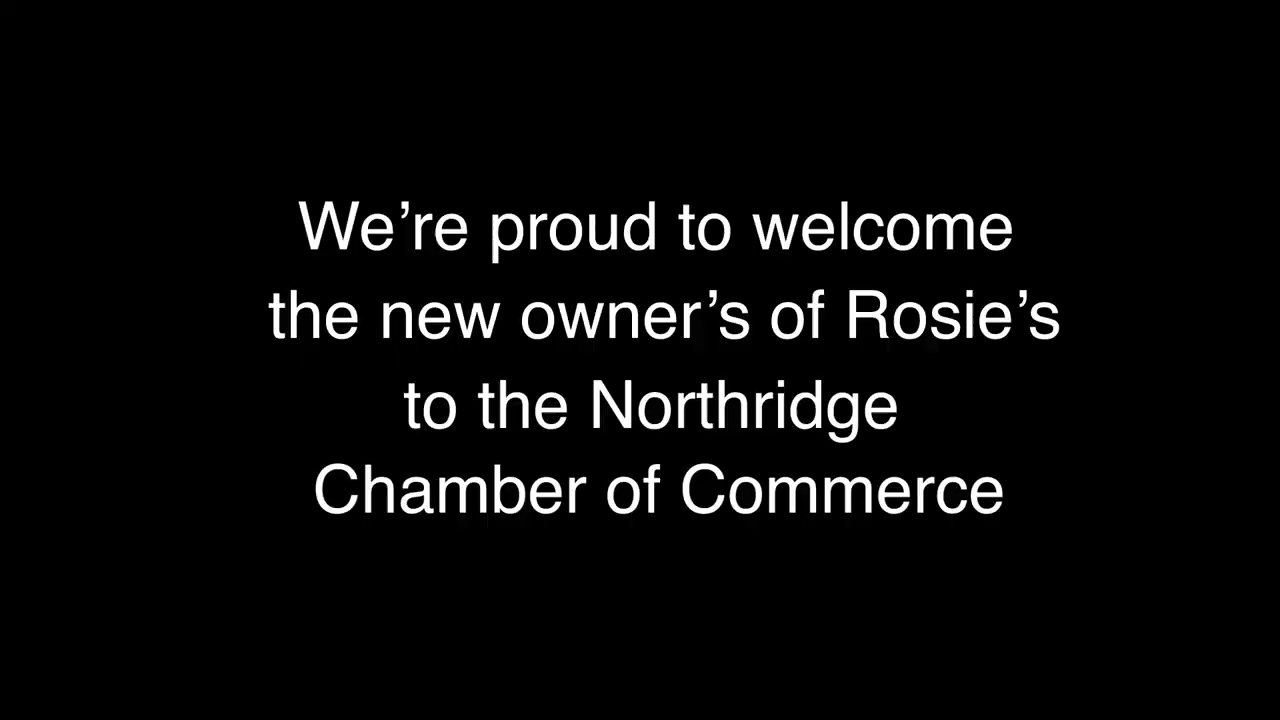 We’re proud to welcome
the new owner’s of Rosie’s
to the Northridge
Chamber of Commerce